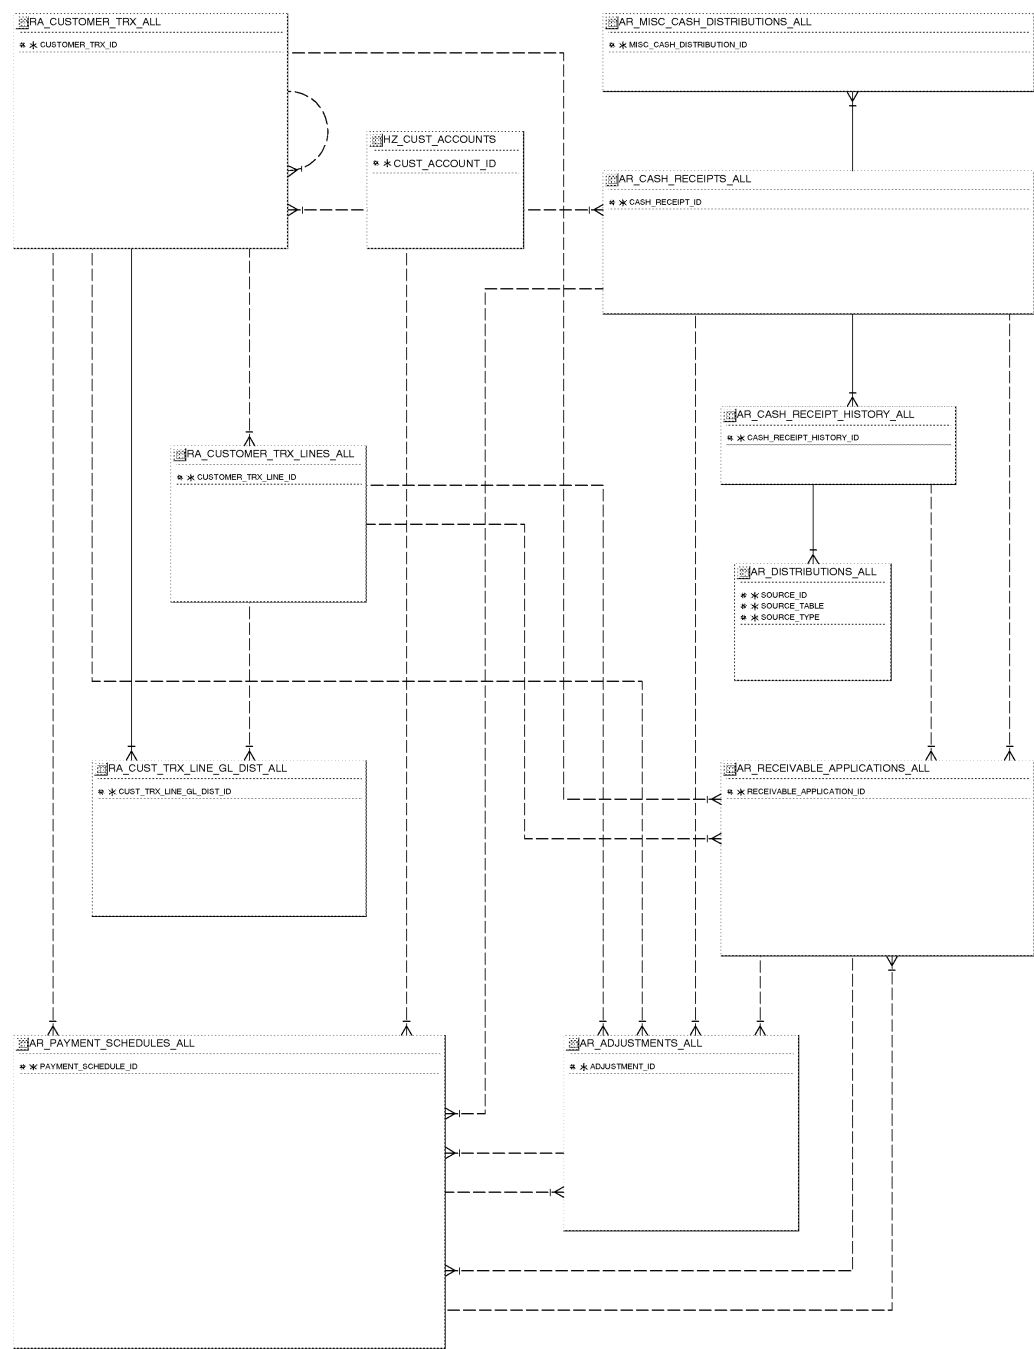 RA_CUSTOMER_TRX_ALL
# * CUSTOMER_TRX_ID
AR_MISC_CASH_DISTRIBUTIONS_ALL
# * MISC_CASH_DISTRIBUTION_ID
HZ_CUST_ACCOUNTS
# * CUST_ACCOUNT_ID
AR_CASH_RECEIPTS_ALL
# * CASH_RECEIPT_ID
AR_CASH_RECEIPT_HISTORY_ALL
# * CASH_RECEIPT_HISTORY_ID
RA_CUSTOMER_TRX_LINES_ALL
# * CUSTOMER_TRX_LINE_ID
AR_DISTRIBUTIONS_ALL
# * SOURCE_ID
# * SOURCE_TABLE
# * SOURCE_TYPE
RA_CUST_TRX_LINE_GL_DIST_ALL
# * CUST_TRX_LINE_GL_DIST_ID
AR_RECEIVABLE_APPLICATIONS_ALL
# * RECEIVABLE_APPLICATION_ID
AR_PAYMENT_SCHEDULES_ALL
# * PAYMENT_SCHEDULE_ID
AR_ADJUSTMENTS_ALL
# * ADJUSTMENT_ID